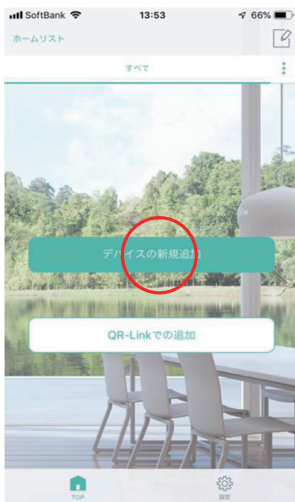 SoftBank 13:53 66%
ホームリスト
すべて
デバイスの新規追加
QR-Linkでの追加
TOP 設定